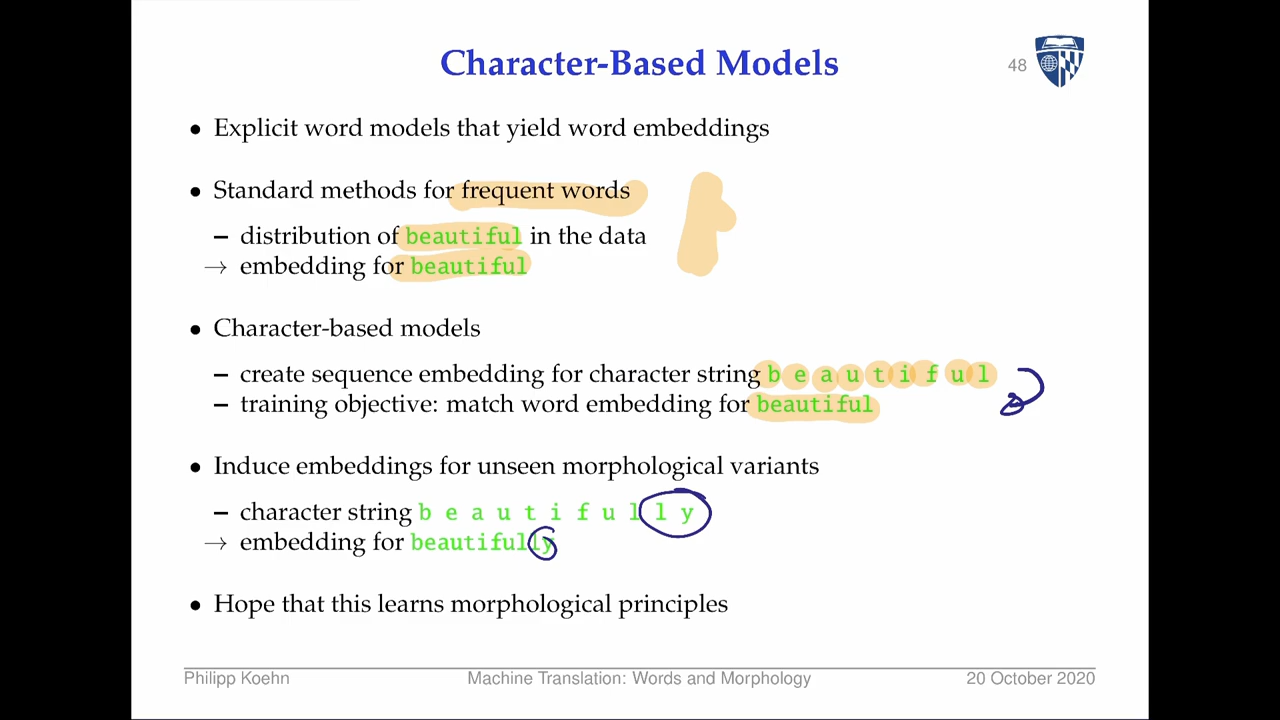 Character-Based Models
48
• Explicit word models that yield word embeddings
• Standard methods for frequent words
– distribution of beautiful in the data
→ embedding for beautiful
• Character-based models
– create sequence embedding for character string b e a u t i f u l
– training objective: match word embedding for beautiful
• Induce embeddings for unseen morphological variants
– character string b e a u t i f u l l y
→ embedding for beautifully
• Hope that this learns morphological principles
Philipp Koehn Machine Translation: Words and Morphology 20 October 2020